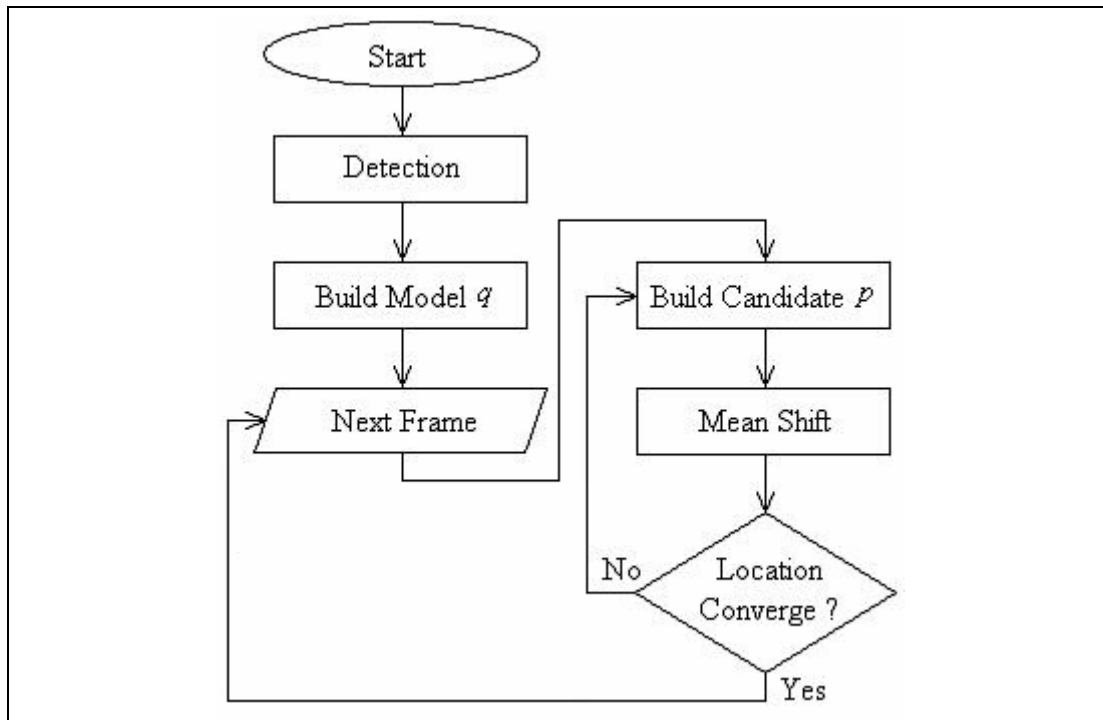 Start
Detection
Build Model q
Next Frame
Build Candidate p
Mean Shift
Location
Converge ?
No
Yes